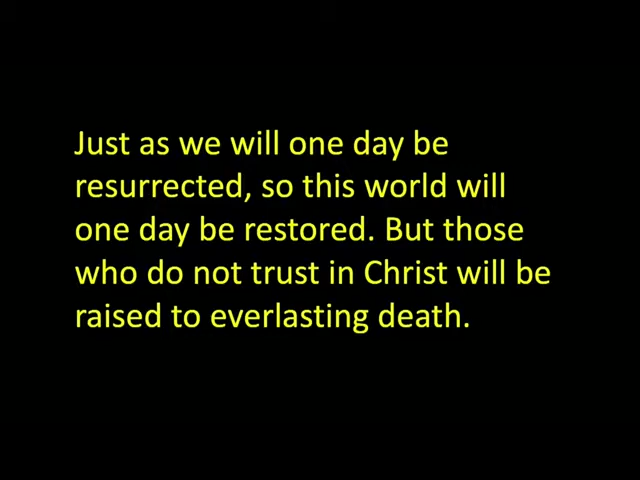 Just as we will one day be
resurrected, so this world will
one day be restored. But those
who do not trust in Christ will be
raised to everlasting death.